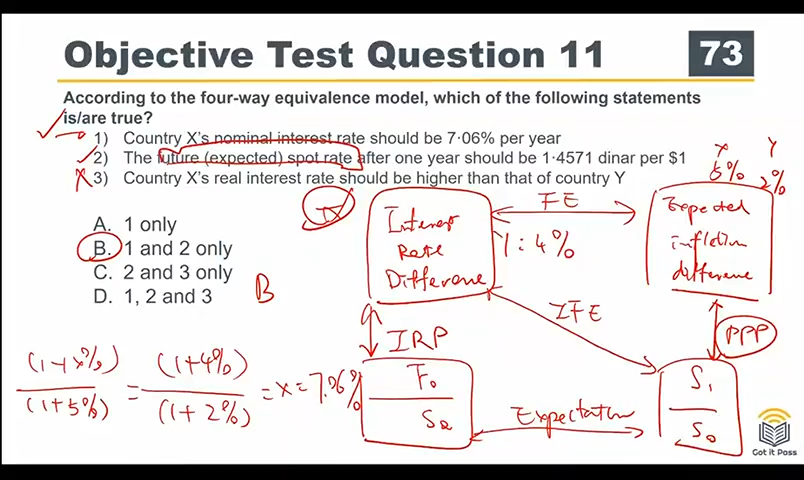 Objective Test Question 11
73
According to the four-way equivalence model, which of the following statements
is/are true?
1) Country X's nominal interest rate should be 7·06% per year
2) The future (expected) spot rate after one year should be 1·4571 dinar per $1
3) Country X's real interest rate should be higher than that of country Y
X Y
5% 2%
A. 1 only
B. 1 and 2 only
C. 2 and 3 only
D. 1, 2 and 3
B
Interest
Rate
Difference
FE
Y: 4%
Expected
inflation
difference
IFE
IRP
PPP
(1+x%)
(1+5%)
=
(1+4%)
(1+2%)
= x = 7.06%
F₀
S₀
Expectation
S₁
S₀
Got it Pass